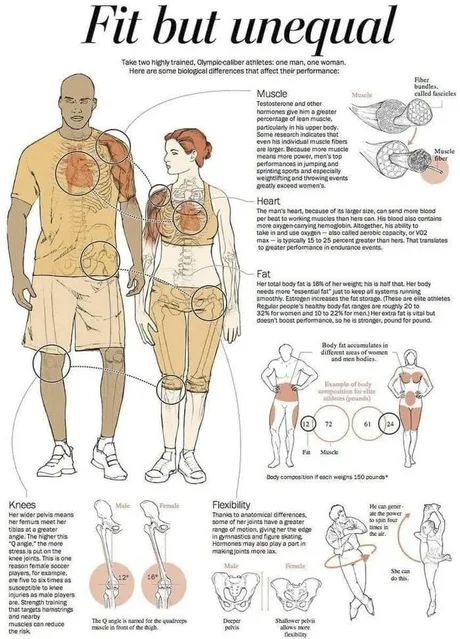 Fit but unequal
Take two highly trained, Olympic-caliber athletes: one man, one woman.
Here are some biological differences that affect their performance:
Muscle
Testosterone and other
hormones give him a greater
percentage of lean muscle,
particularly in his upper body.
Some research indicates that
even his individual muscle fibers
are larger. Because more muscle
means more power, men's top
performances in jumping and
sprinting sports and especially
weightlifting and throwing events
greatly exceed women's.
Muscle
Fiber
bundles,
called fascicles
Muscle
fiber
Heart
The man's heart, because of its larger size, can send more blood
per beat to working muscles than hers can. His blood also contains
more oxygen-carrying hemoglobin. Altogether, his ability to
take in and use oxygen — also called aerobic capacity, or VO2
max — is typically 15 to 25 percent greater than hers. That translates
to greater performance in endurance events.
Fat
Her total body fat is 16% of her weight; his is half that. Her body
needs more "essential fat" just to keep all systems running
smoothly. Estrogen increases the fat storage. (These are elite athletes
Regular people's healthy body-fat ranges are roughly 20 to
32% for women and 10 to 22% for men.) Her extra fat is vital but
doesn't boost performance, so he is stronger, pound for pound.
Body fat accumulates in
different areas of women
and men bodies.
Example of body
composition for elite
athletes (pounds)
12
72
61
24
Fat
Muscle
Body composition if each weighs 150 pounds*
Knees
Her wider pelvis means
her femurs meet her
tibias at a greater
angle. The higher this
"Q angle," the more
stress is put on the
knee joints. This is one
reason female soccer
players, for example,
are five to six times as
susceptible to knee
injuries as male players
are. Strength training
that targets hamstrings
and nearby
muscles can reduce
the risk.
Male
Female
12°
16°
The Q angle is named for the quadriceps
muscle in front of the thigh.
Flexibility
Thanks to anatomical differences,
some of her joints have a greater
range of motion, giving her the edge
in gymnastics and figure skating.
Hormones may also play a part in
making joints more lax.
Male
Female
Deeper
pelvis
Shallower pelvis
allows more
flexibility
He can gener-
ate the power
to spin four
times in
the air.
She can
do this.